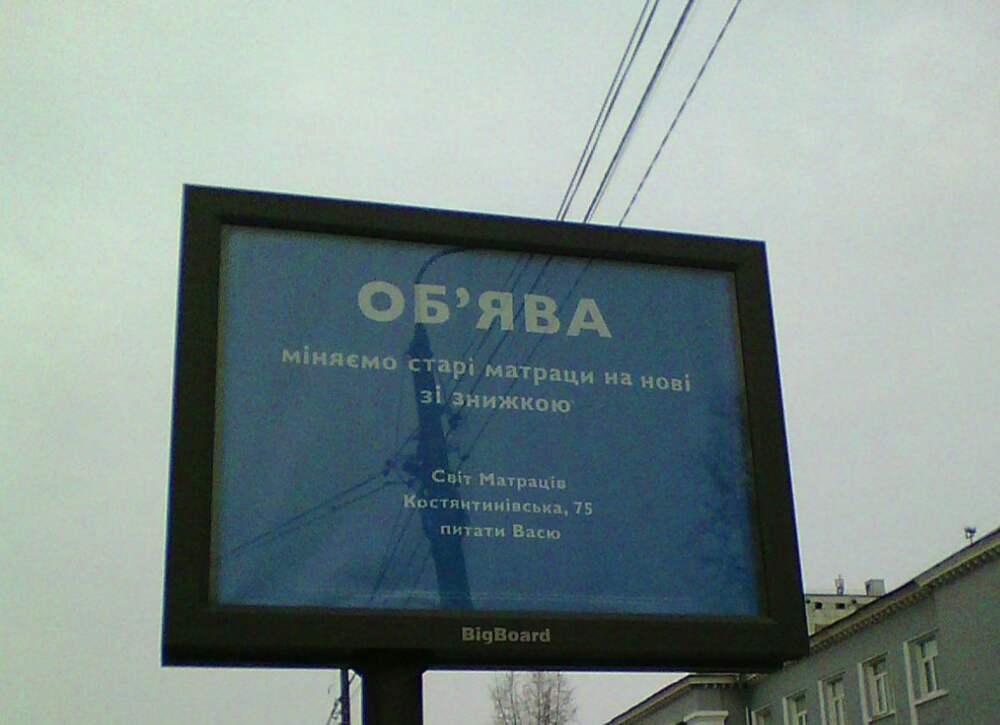 ОБ’ЯВА
міняємо старі матраци на нові
зі знижкою
Світ Матраців
Костянтинівська, 75
питати Васю
BigBoard